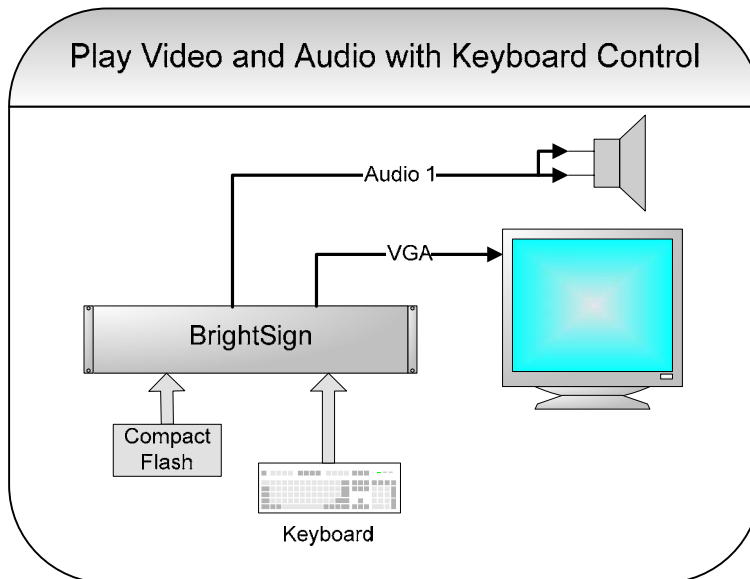 Play Video and Audio with Keyboard Control
Audio 1
VGA
BrightSign
Compact
Flash
Keyboard